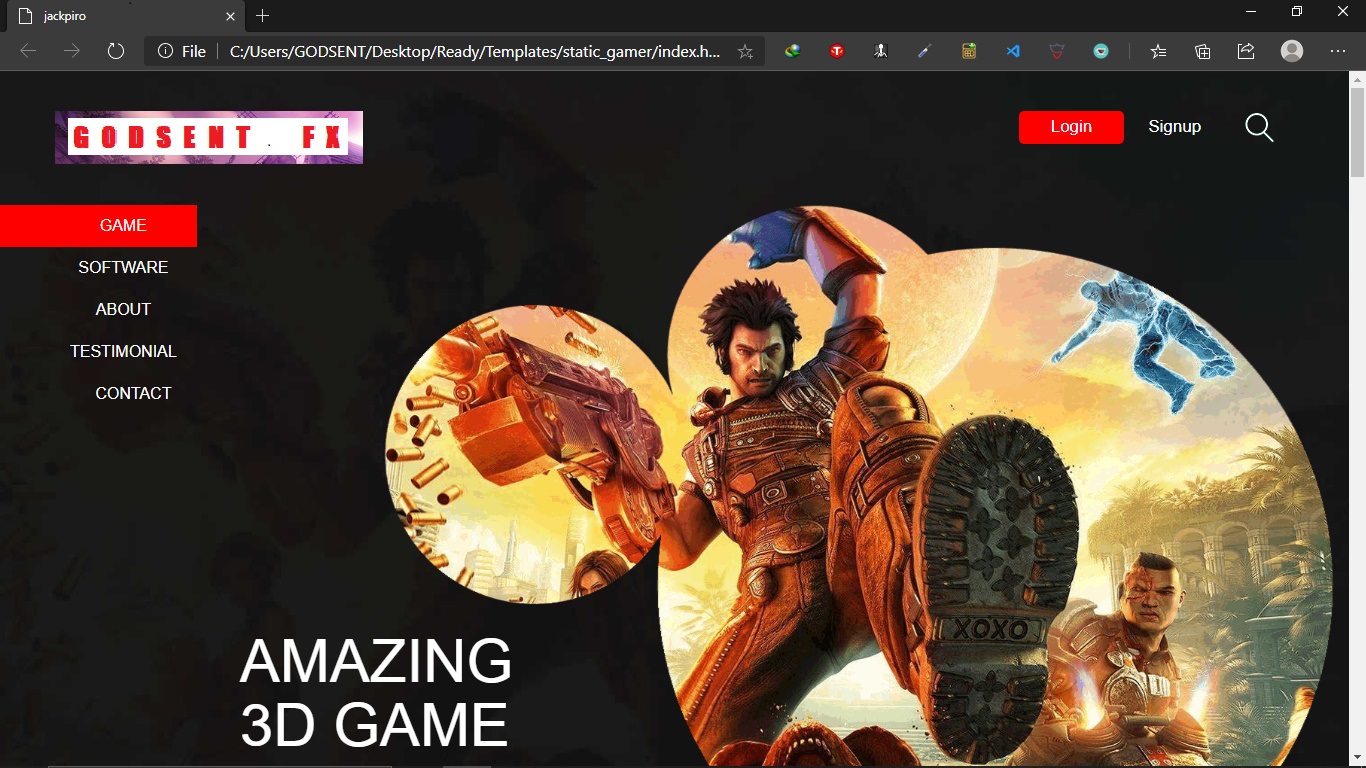 jackpiro
File
C:/Users/GODSENT/Desktop/Ready/Templates/static_gamer/index.h...
GODSENT. FX
Login
Signup
GAME
SOFTWARE
ABOUT
TESTIMONIAL
CONTACT
XOXO
AMAZING
3D GAME